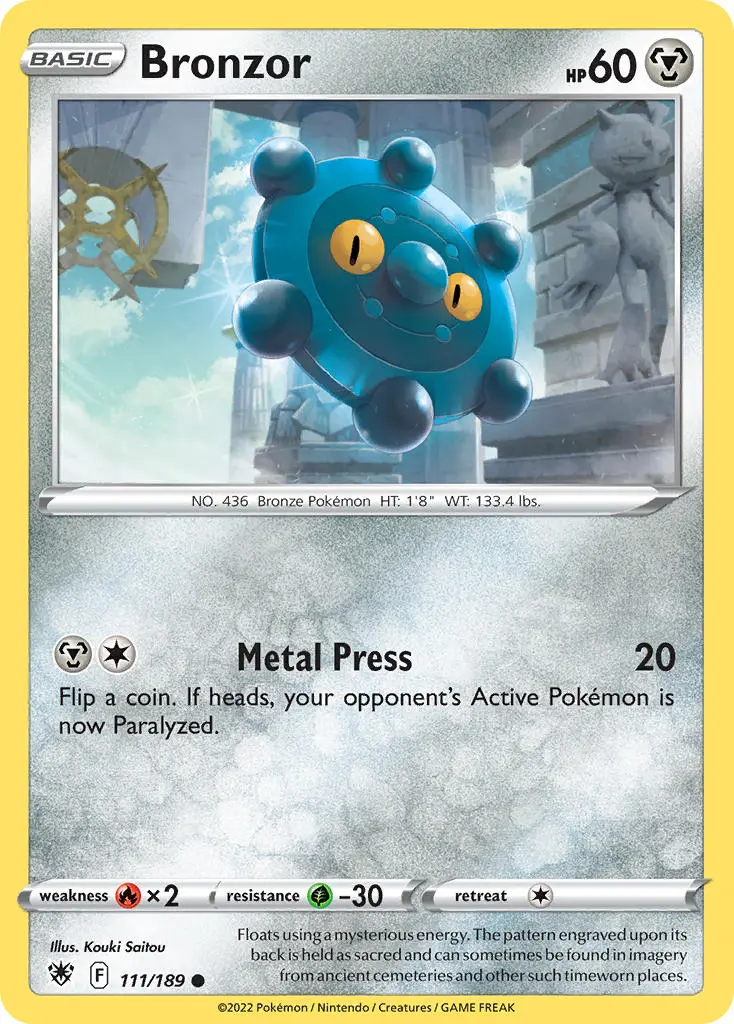 BASIC Bronzor HP60
NO. 436 Bronze Pokémon HT: 1'8" WT: 133.4 lbs.
Metal Press 20
Flip a coin. If heads, your opponent's Active Pokémon is
now Paralyzed.
weakness ×2 resistance -30 retreat
Illus. Kouki Saitou
F 111/189
Floats using a mysterious energy. The pattern engraved upon its
back is held as sacred and can sometimes be found in imagery
from ancient cemeteries and other such timeworn places.
©2022 Pokémon / Nintendo / Creatures / GAME FREAK